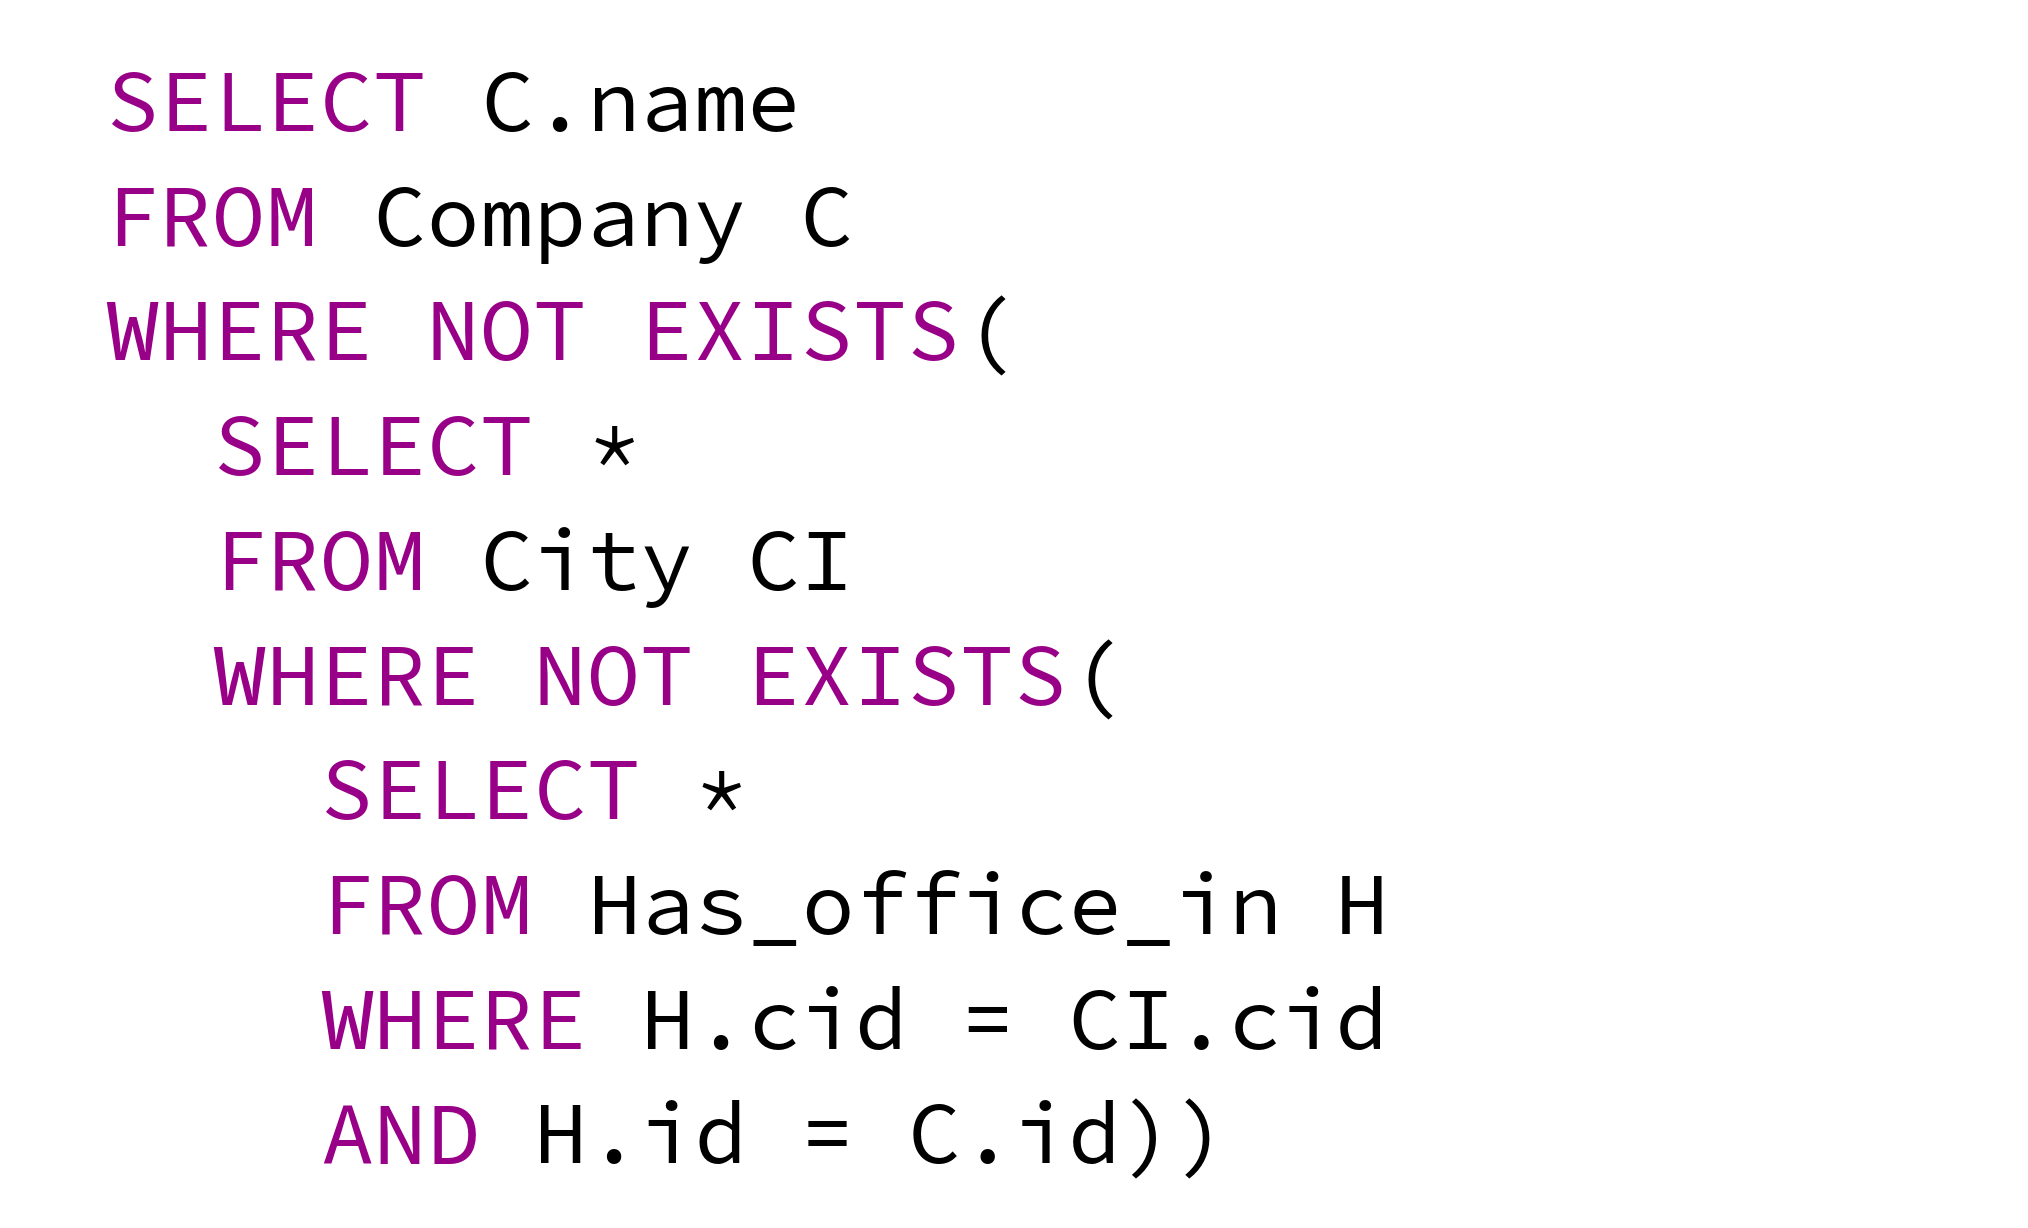 SELECT C.name
FROM Company C
WHERE NOT EXISTS(
  SELECT *
  FROM City CI
  WHERE NOT EXISTS(
    SELECT *
    FROM Has_office_in H
    WHERE H.cid = CI.cid
    AND H.id = C.id))